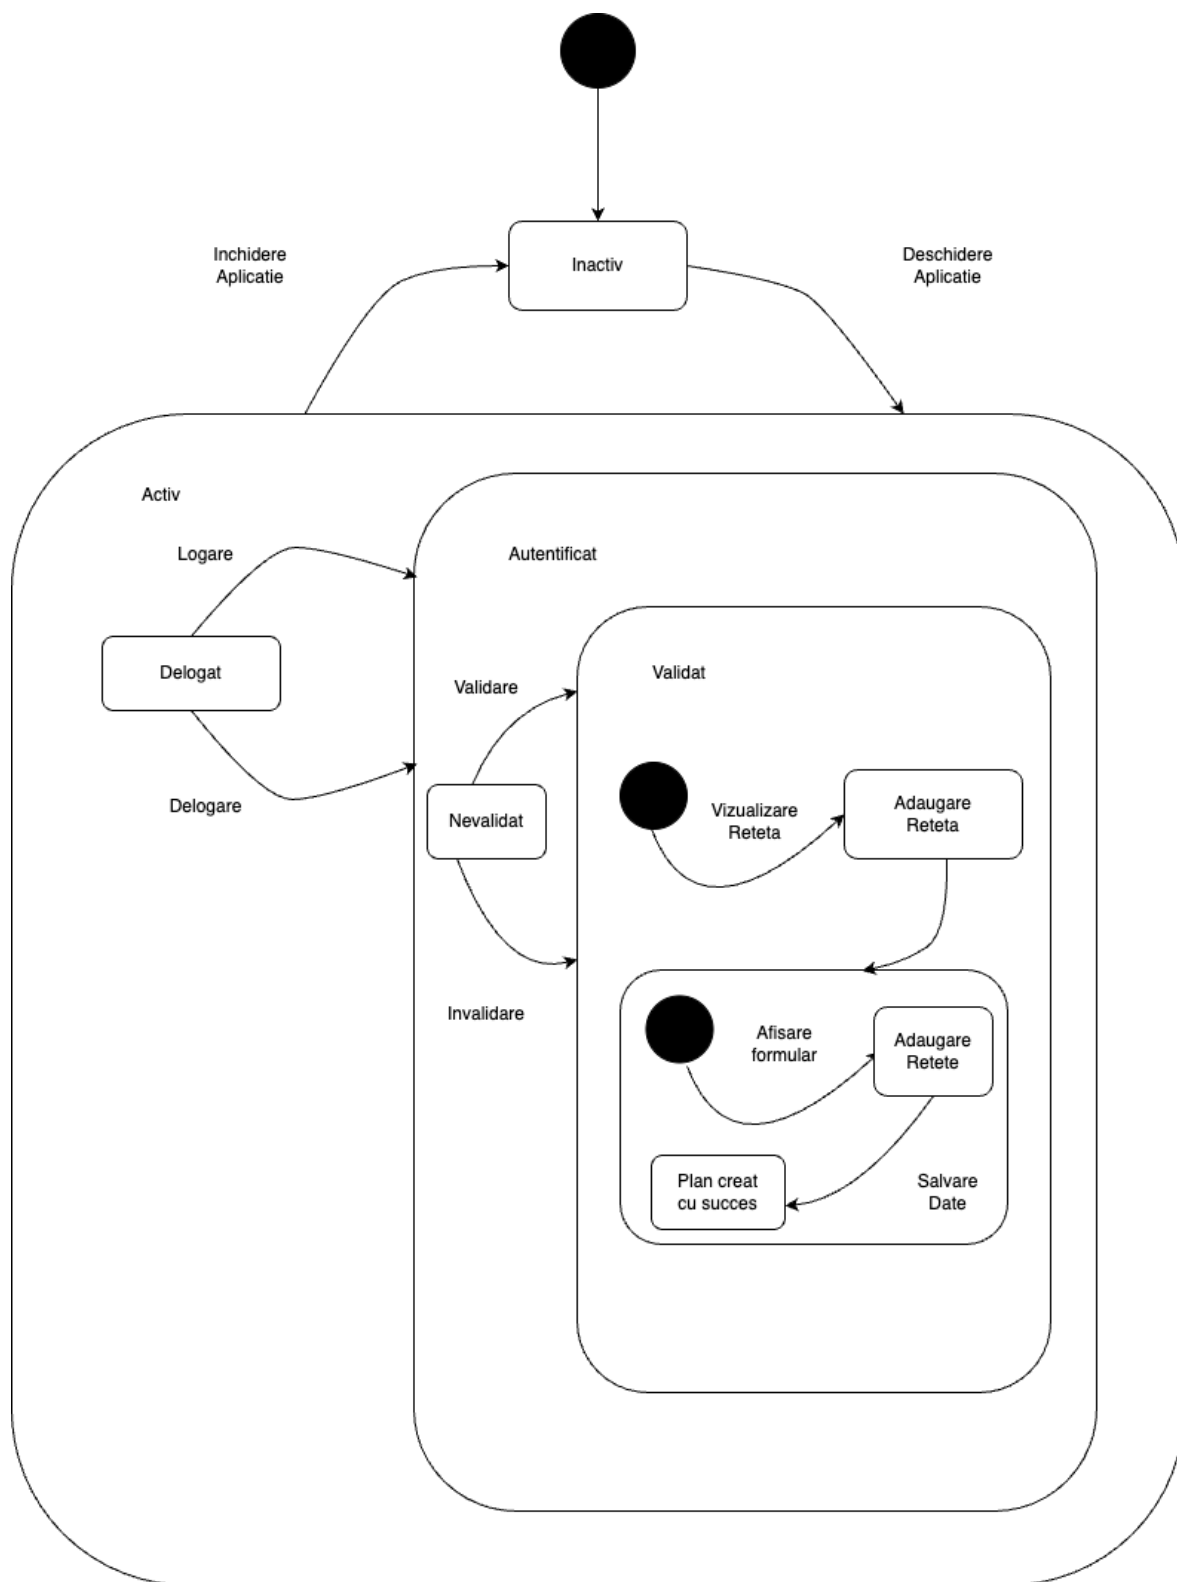 Inchidere
Aplicatie
Inactiv
Deschidere
Aplicatie
Activ
Logare
Autentificat
Delogat
Validare
Validat
Delogare
Nevalidat
Vizualizare
Reteta
Adaugare
Reteta
Invalidare
Afisare
formular
Adaugare
Retete
Plan creat
cu succes
Salvare
Date